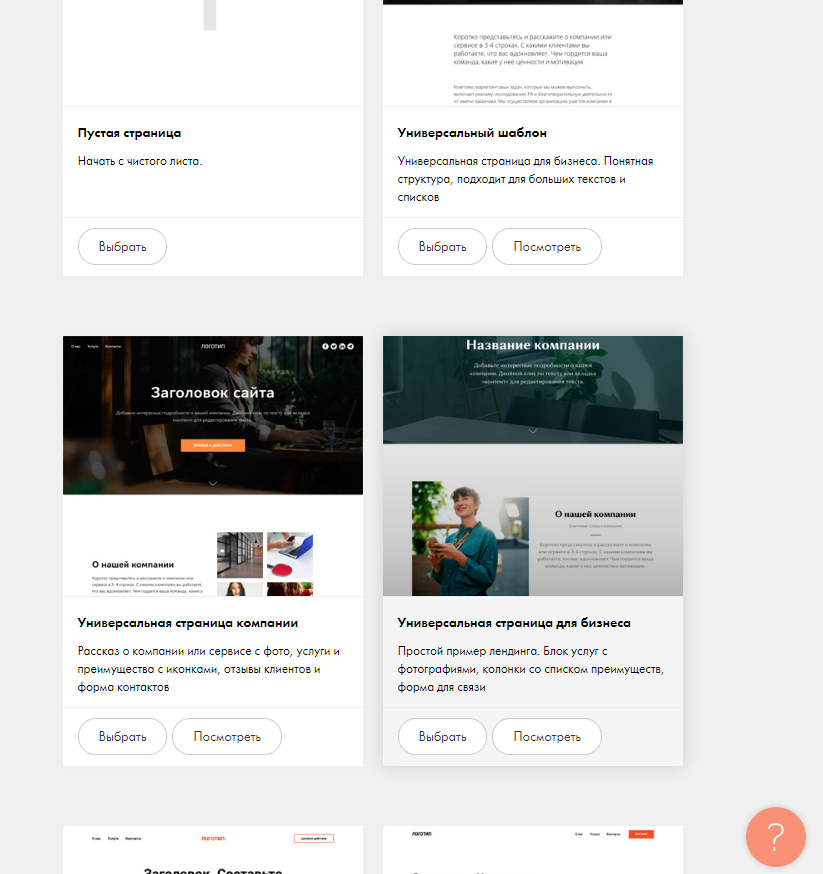 Коротко представьтесь и расскажите о компании или
сервисе в 3-4 строках. С какими клиентами вы
работаете, что вас вдохновляет. Чем гордится ваша
команда, какие у нее ценности и мотивация.
Комплекс маркетинговых задач, которые мы можем выполнить,
включает рекламу, исследования, PR и благотворительную деятельность
от имени заказчика. Мы осуществляем организацию участия компании в
Пустая страница
Начать с чистого листа.
Выбрать
Универсальный шаблон
Универсальная страница для бизнеса. Понятная
структура, подходит для больших текстов и
списков
Выбрать
Посмотреть
О нас Услуги Контакты
ЛОГОТИП
Заголовок сайта
Добавьте интересные подробности о вашей компании. Двойной клик по тексту или вкладка
«контент» для редактирования текста.
О нашей компании
Коротко представьтесь и расскажите о компании или
сервисе в 3-4 строках. С какими клиентами вы работаете,
что вас вдохновляет. Чем гордится ваша команда, какие у
Универсальная страница компании
Рассказ о компании или сервисе с фото, услуги и
преимущества с иконками, отзывы клиентов и
форма контактов
Выбрать
Посмотреть
Название компании
Добавьте интересные подробности о вашей
компании. Двойной клик по тексту или вкладка
«контент» для редактирования текста.
О нашей компании
Коротко представьтесь и расскажите о компании
или сервисе в 3-4 строках. С какими клиентами вы
работаете, что вас вдохновляет. Чем гордится ваша
команда, какие у нее ценности и мотивация.
Универсальная страница для бизнеса
Простой пример лендинга. Блок услуг с
фотографиями, колонки со списком преимуществ,
форма для связи
Выбрать
Посмотреть
О нас Услуги Контакты
ЛОГОТИП
Заголовок. Составьте
ЛОГОТИП
О нас Услуги Контакты
?